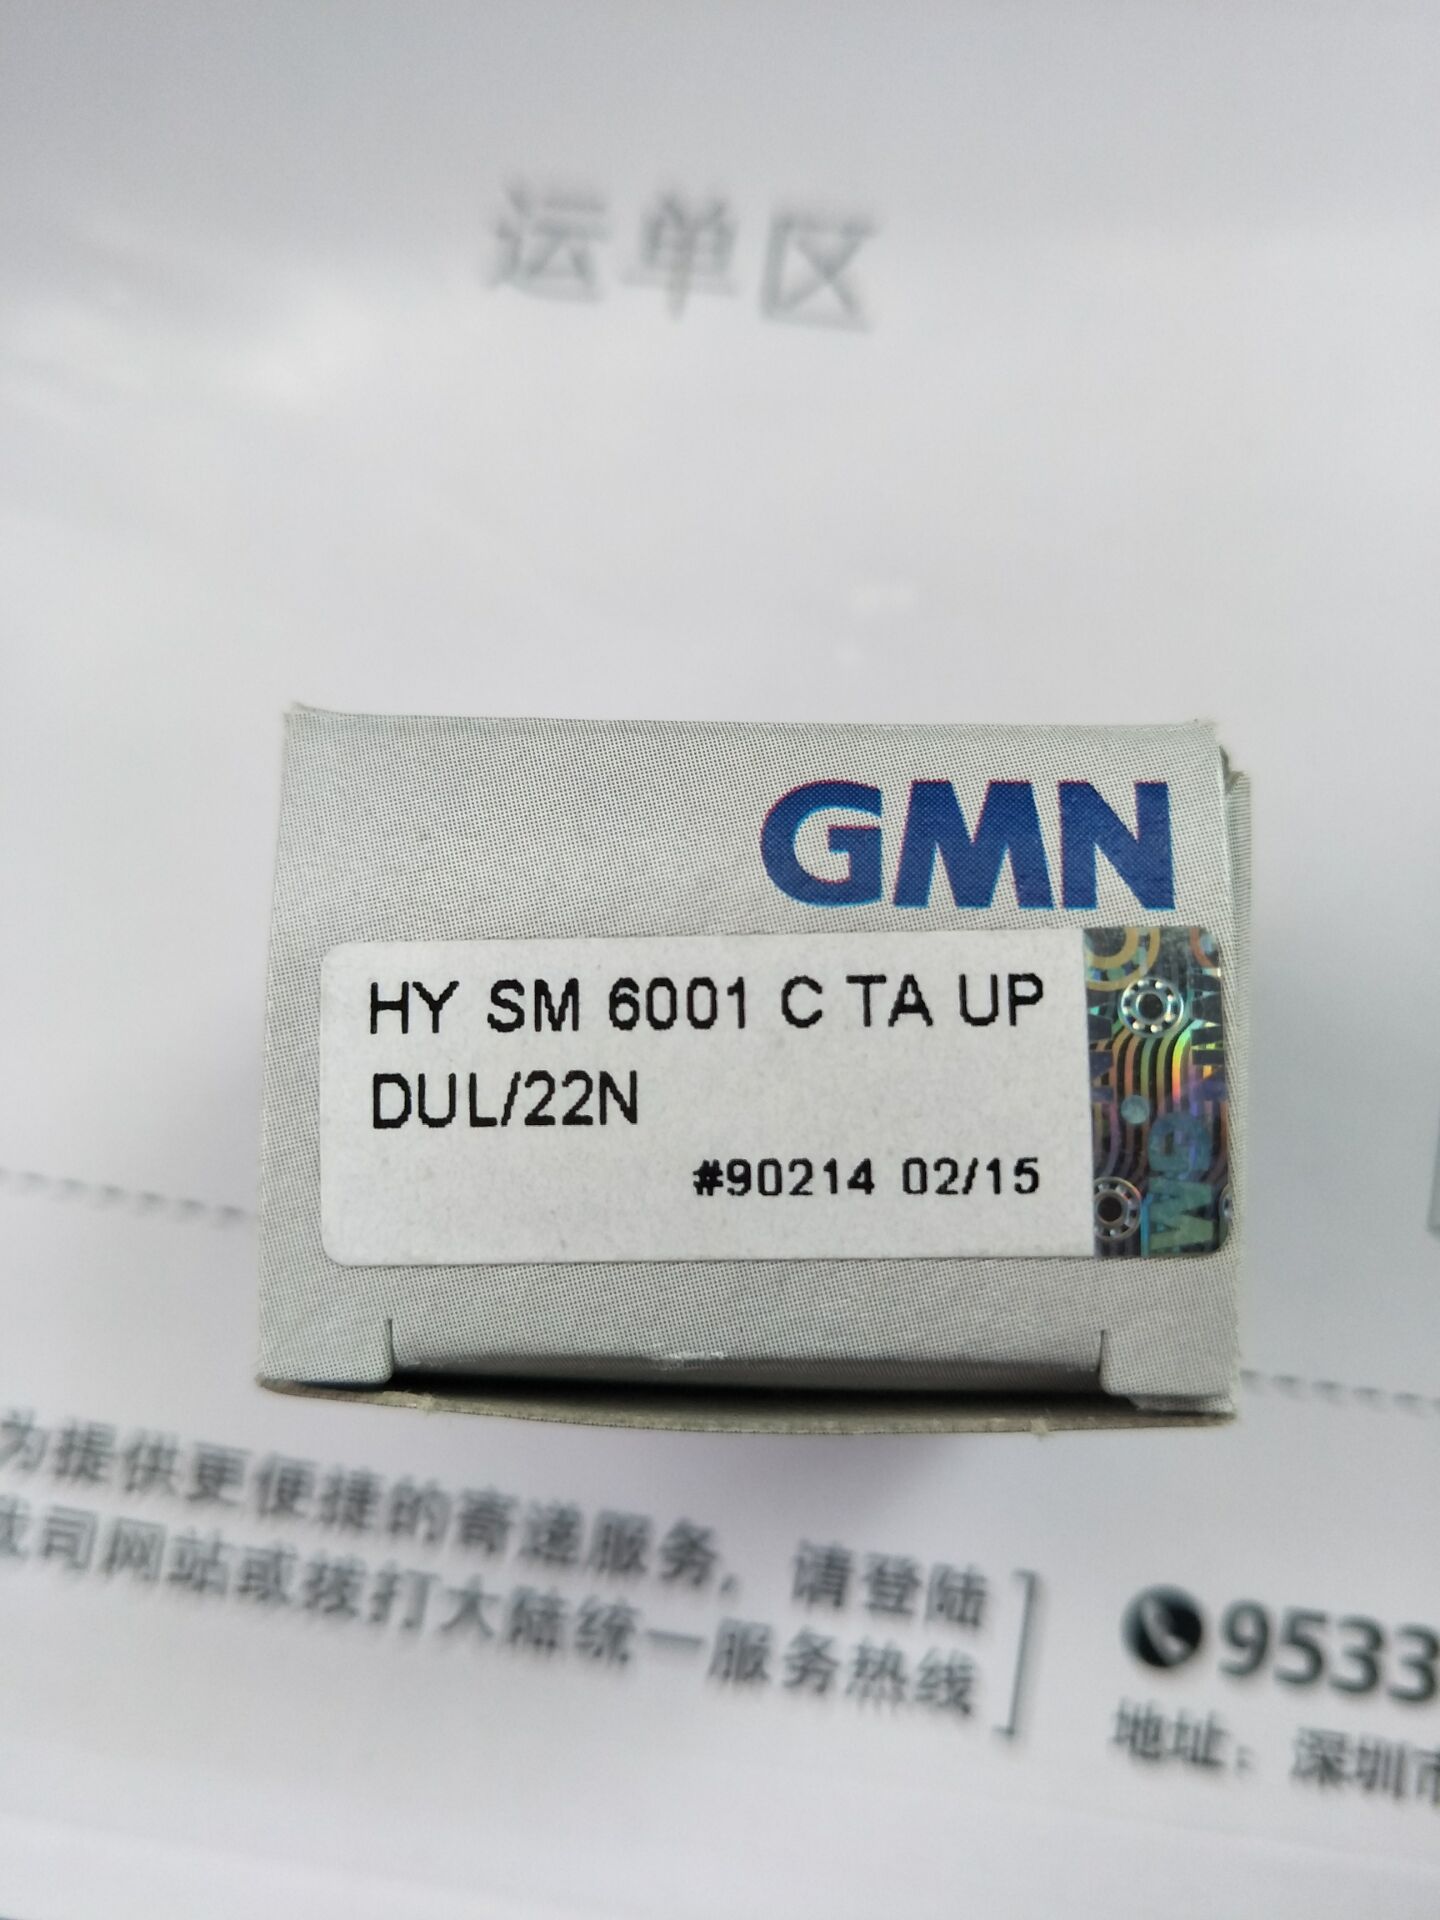 运单区
GMN
HY SM 6001 C TA UP
DUL/22N
#90214 02/15
为提供更便捷的寄递服务，请登陆
我司网站或拨打大陆统一服务热线
9533
地址：深圳市